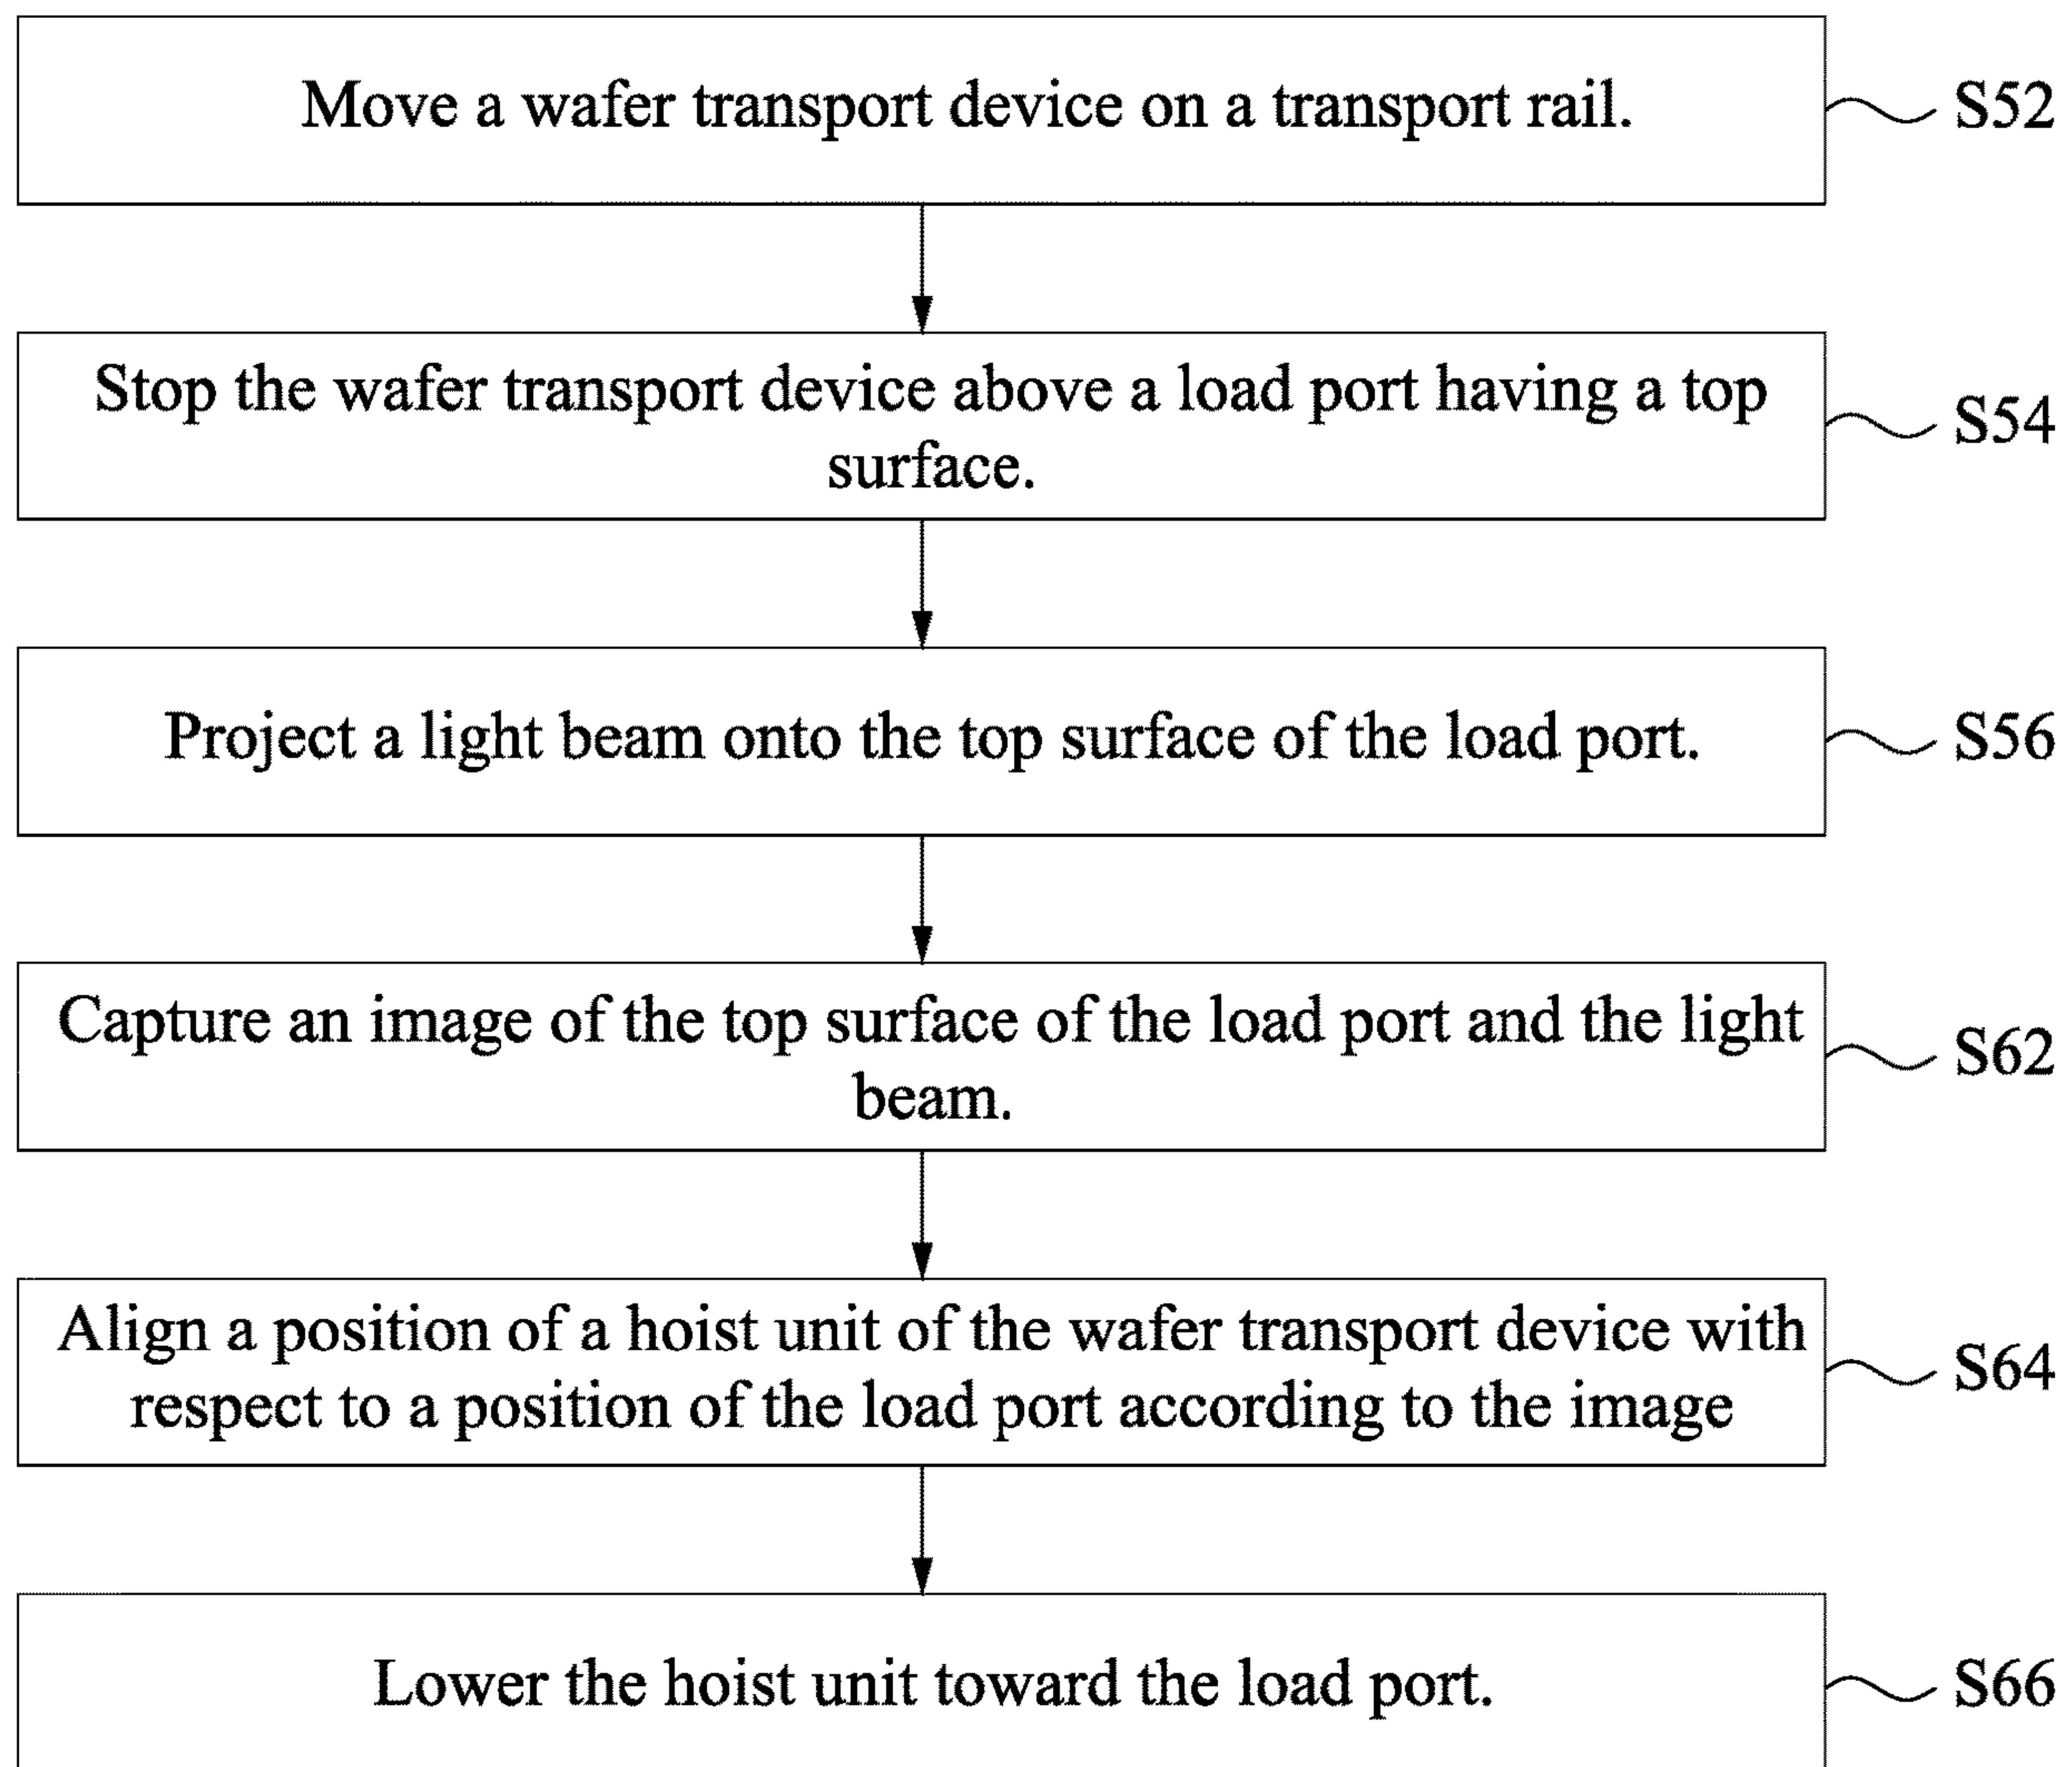 Move a wafer transport device on a transport rail.
S52
Stop the wafer transport device above a load port having a top
surface.
S54
Project a light beam onto the top surface of the load port.
S56
Capture an image of the top surface of the load port and the light
beam.
S62
Align a position of a hoist unit of the wafer transport device with
respect to a position of the load port according to the image
S64
Lower the hoist unit toward the load port.
S66